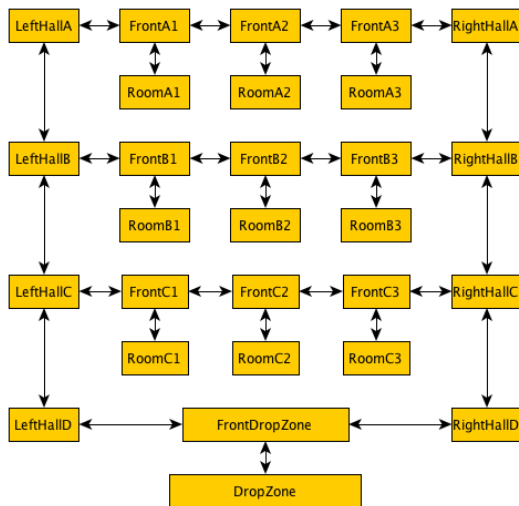 LeftHallA FrontA1 FrontA2 FrontA3 RightHallA
RoomA1 RoomA2 RoomA3
LeftHallB FrontB1 FrontB2 FrontB3 RightHallB
RoomB1 RoomB2 RoomB3
LeftHallC FrontC1 FrontC2 FrontC3 RightHallC
RoomC1 RoomC2 RoomC3
LeftHallD FrontDropZone RightHallD
DropZone